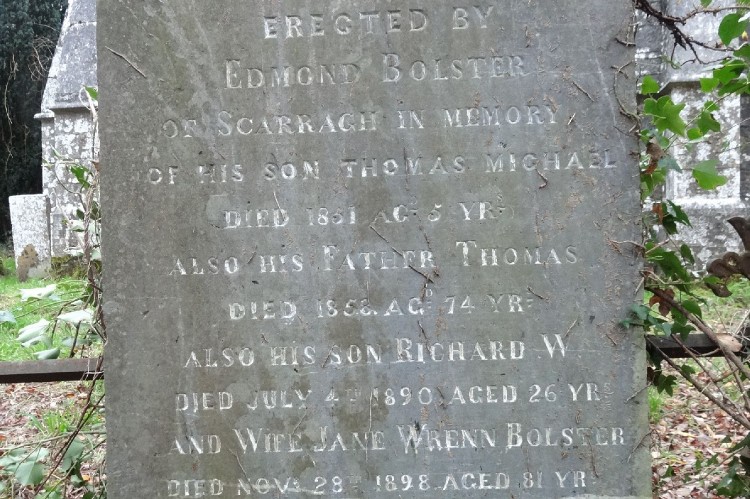 ERECTED BY
EDMOND BOLSTER
OF SCARRAGH IN MEMORY
OF HIS SON THOMAS MICHAEL
DIED 1851 AGD 5 YRS
ALSO HIS FATHER THOMAS
DIED 1858 AGD 74 YRS
ALSO HIS SON RICHARD W
DIED JULY 4TH 1890 AGED 26 YRS
AND WIFE JANE WRENN BOLSTER
DIED NOV. 28TH 1898 AGED 81 YRS